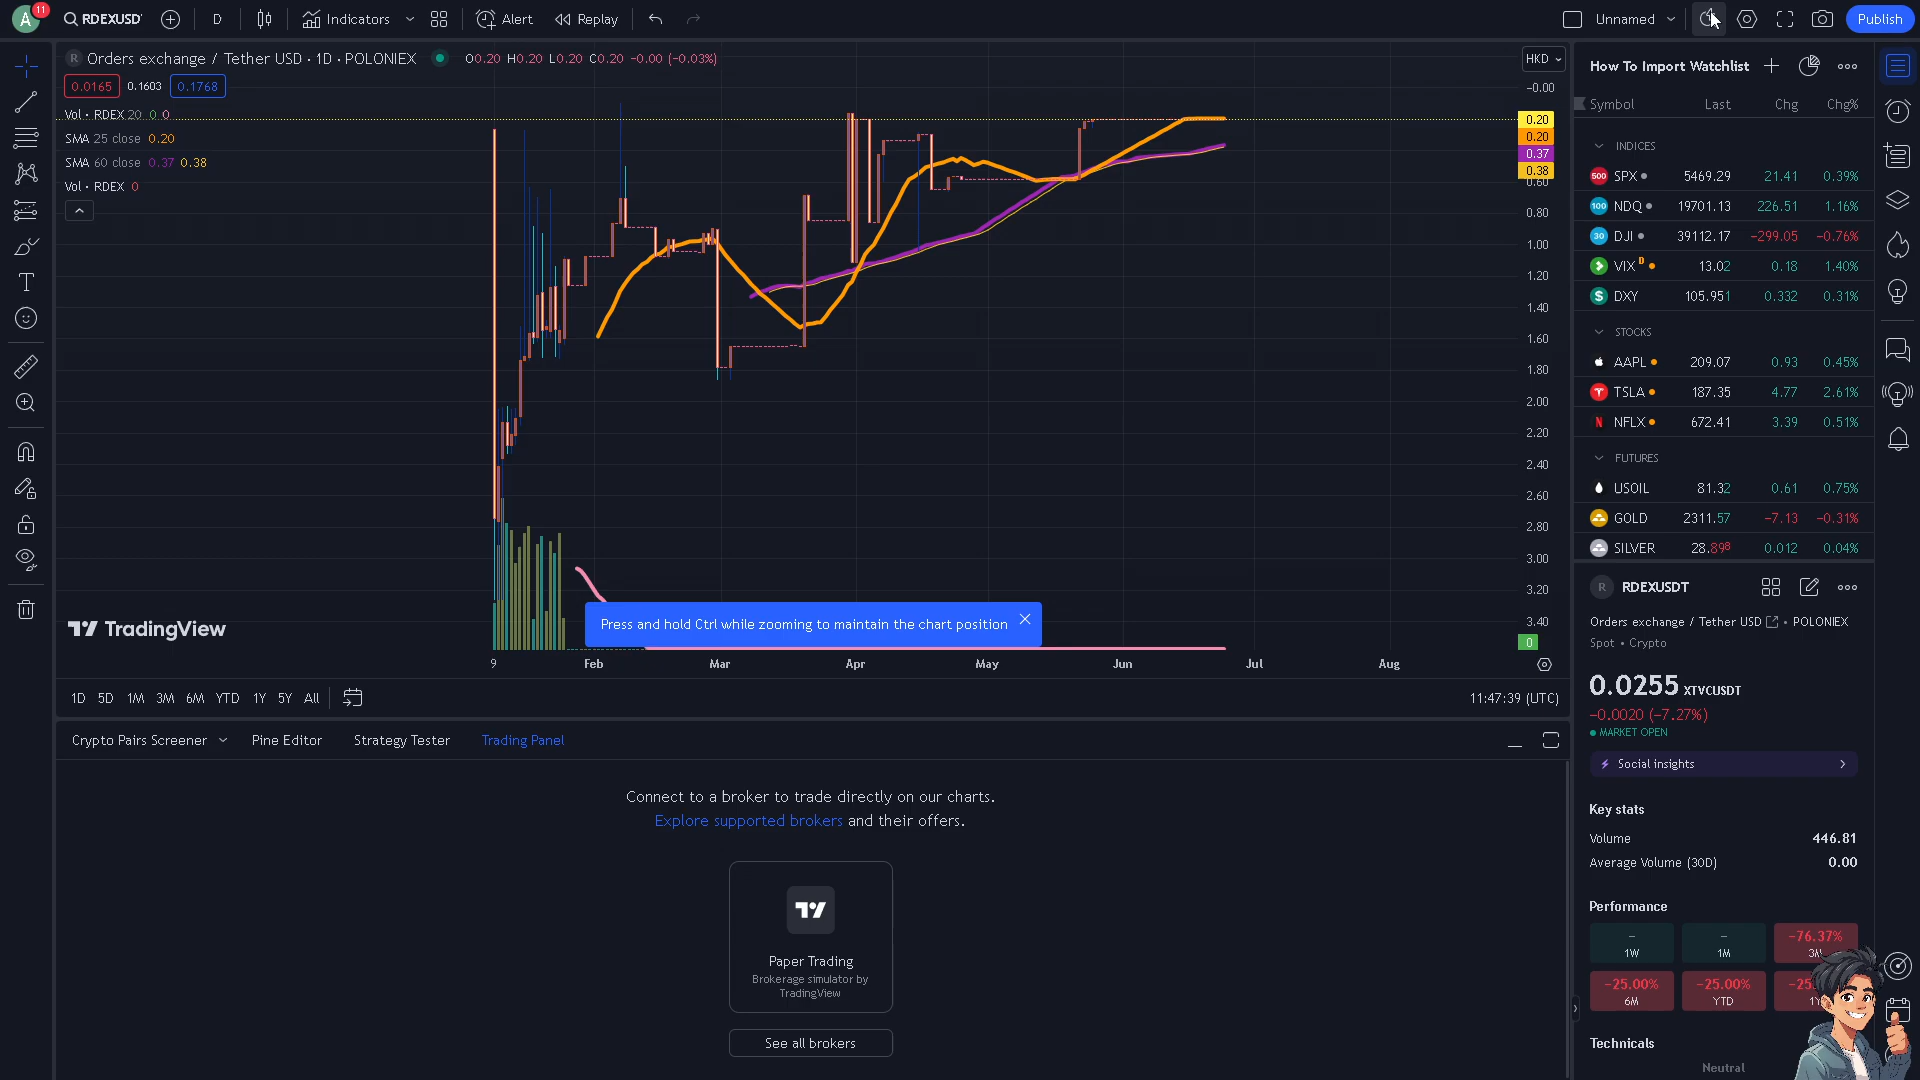 A
11
RDEXUSD'
D
Indicators
Alert
Replay
Unnamed
Publish
R Orders exchange / Tether USD · 1D · POLONIEX O0.20 H0.20 L0.20 C0.20 −0.00 (−0.03%)
0.0165 0.1603 0.1768
Vol · RDEX 20 0 0
SMA 25 close 0.20
SMA 60 close 0.37 0.38
Vol · RDEX 0
HKD
−0.00
0.20
0.20
0.37
0.38
0.60
0.80
1.00
1.20
1.40
1.60
1.80
2.00
2.20
2.40
2.60
2.80
3.00
3.20
3.40
0
TradingView
Press and hold Ctrl while zooming to maintain the chart position
9 Feb Mar Apr May Jun Jul Aug
1D 5D 1M 3M 6M YTD 1Y 5Y All
11:47:39 (UTC)
Crypto Pairs Screener Pine Editor Strategy Tester Trading Panel
Connect to a broker to trade directly on our charts.
Explore supported brokers and their offers.
Paper Trading
Brokerage simulator by
TradingView
See all brokers
How To Import Watchlist
Symbol Last Chg Chg%
INDICES
500 SPX 5469.29 21.41 0.39%
100 NDQ 19701.13 226.51 1.16%
30 DJI 39112.17 −299.05 −0.76%
VIX D 13.02 0.18 1.40%
$ DXY 105.951 0.332 0.31%
STOCKS
AAPL 209.07 0.93 0.45%
TSLA 187.35 4.77 2.61%
N NFLX 672.41 3.39 0.51%
FUTURES
USOIL 81.32 0.61 0.75%
GOLD 2311.57 −7.13 −0.31%
SILVER 28.898 0.012 0.04%
R RDEXUSDT
Orders exchange / Tether USD • POLONIEX
Spot • Crypto
0.0255 XTVCUSDT
−0.0020 (−7.27%)
MARKET OPEN
Social insights
Key stats
Volume 446.81
Average Volume (30D) 0.00
Performance
– – −76.37%
1W 1M
−25.00% −25.00%
6M YTD
Technicals
Neutral